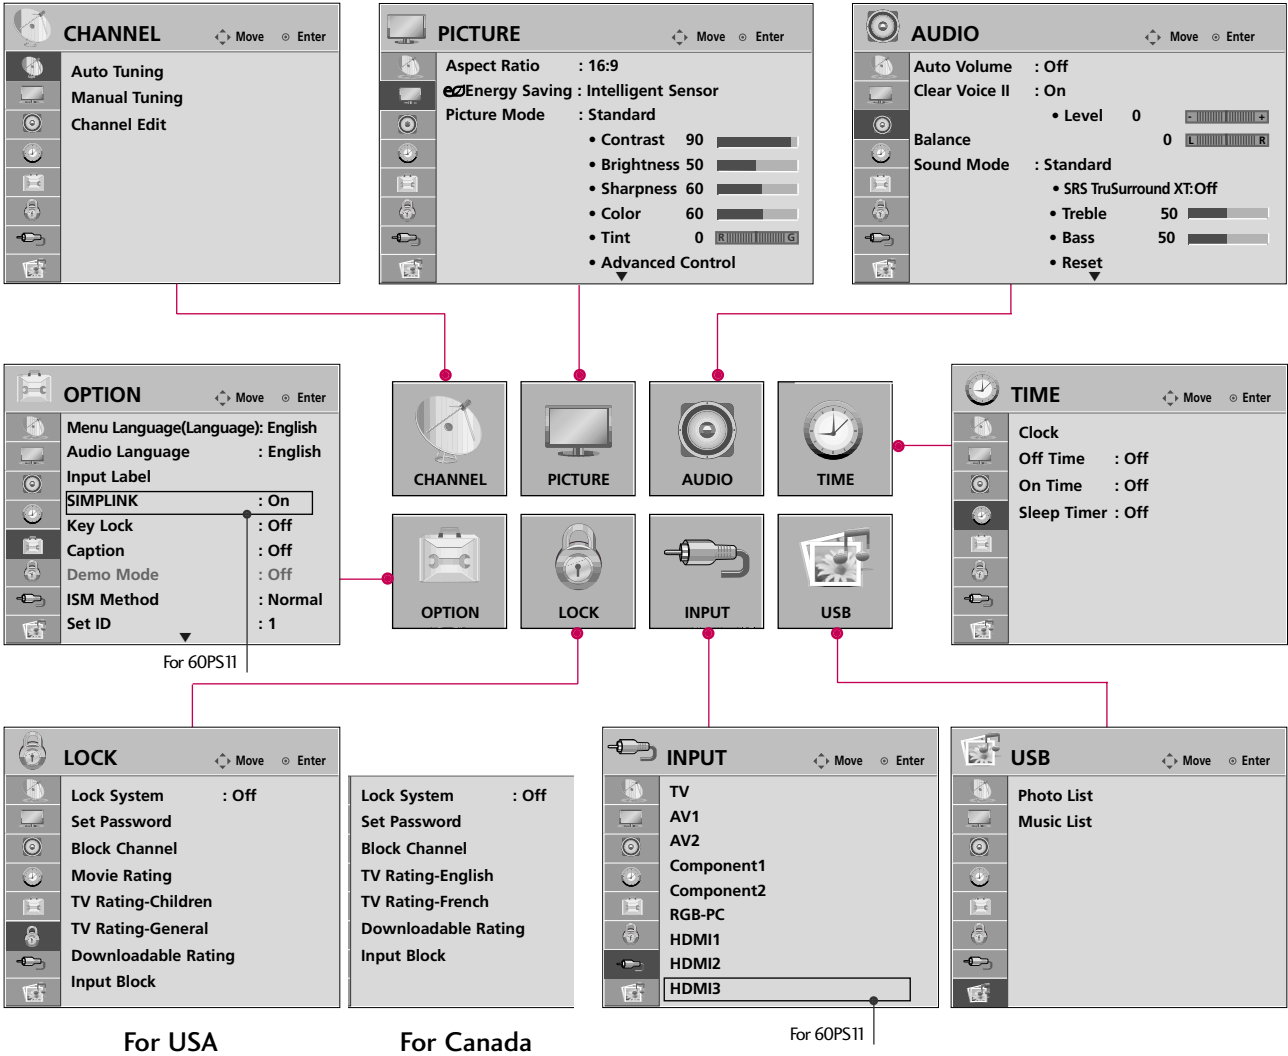 CHANNEL
Move
Enter
Auto Tuning
Manual Tuning
Channel Edit
PICTURE
Move
Enter
Aspect Ratio : 16:9
eco Energy Saving : Intelligent Sensor
Picture Mode : Standard
• Contrast 90
• Brightness 50
• Sharpness 60
• Color 60
• Tint 0 R G
• Advanced Control
AUDIO
Move
Enter
Auto Volume : Off
Clear Voice II : On
• Level 0 - +
Balance 0 L R
Sound Mode : Standard
• SRS TruSurround XT:Off
• Treble 50
• Bass 50
• Reset
OPTION
Move
Enter
Menu Language(Language): English
Audio Language : English
Input Label
SIMPLINK : On
Key Lock : Off
Caption : Off
Demo Mode : Off
ISM Method : Normal
Set ID : 1
For 60PS11
CHANNEL
PICTURE
AUDIO
TIME
OPTION
LOCK
INPUT
USB
TIME
Move
Enter
Clock
Off Time : Off
On Time : Off
Sleep Timer : Off
LOCK
Move
Enter
Lock System : Off
Set Password
Block Channel
Movie Rating
TV Rating-Children
TV Rating-General
Downloadable Rating
Input Block
For USA
Lock System : Off
Set Password
Block Channel
TV Rating-English
TV Rating-French
Downloadable Rating
Input Block
For Canada
INPUT
Move
Enter
TV
AV1
AV2
Component1
Component2
RGB-PC
HDMI1
HDMI2
HDMI3
For 60PS11
USB
Move
Enter
Photo List
Music List